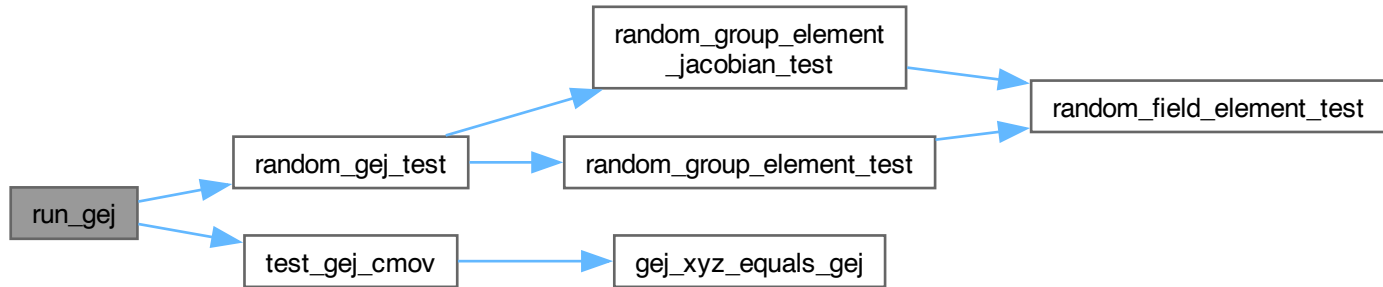 run_gej
random_gej_test
test_gej_cmov
random_group_element
_jacobian_test
random_group_element_test
gej_xyz_equals_gej
random_field_element_test